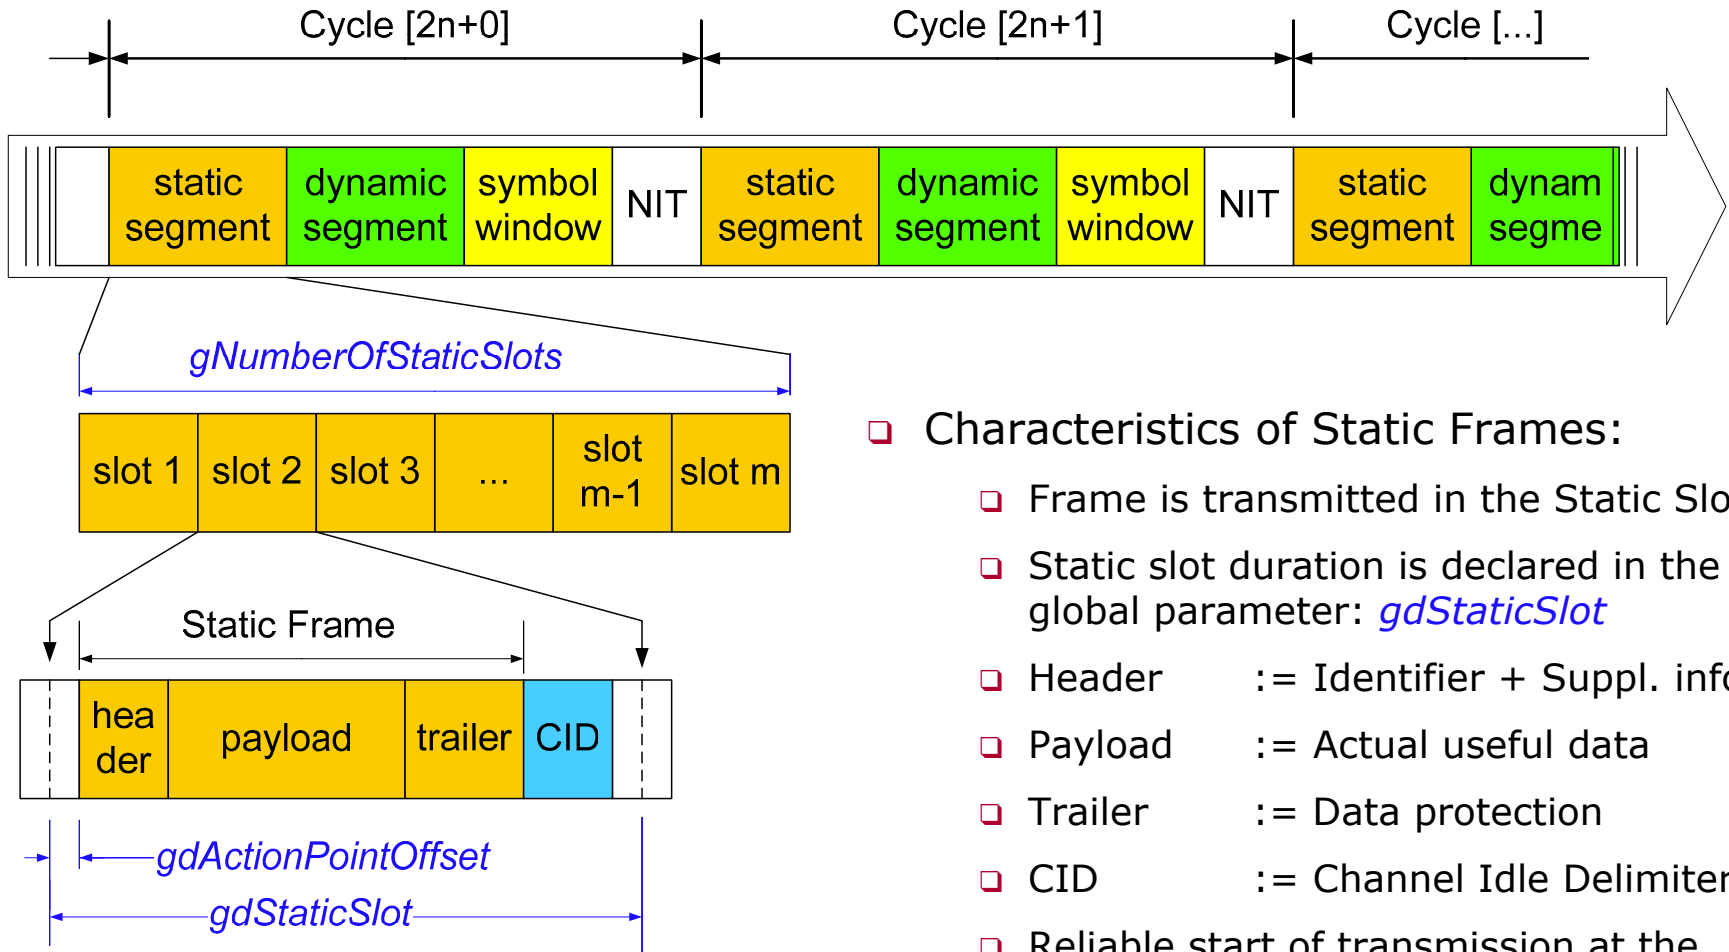 Cycle [2n+0] Cycle [2n+1] Cycle [...]
static dynamic symbol NIT static dynamic symbol NIT static dynam
segment segment window segment segment window segment segme
gNumberOfStaticSlots
slot 1 slot 2 slot 3 ... slot m-1 slot m
Static Frame
hea
der payload trailer CID
gdActionPointOffset
gdStaticSlot
Characteristics of Static Frames:
Frame is transmitted in the Static Slo
Static slot duration is declared in the
global parameter: gdStaticSlot
Header := Identifier + Suppl. info
Payload := Actual useful data
Trailer := Data protection
CID := Channel Idle Delimiter
Reliable start of transmission at the